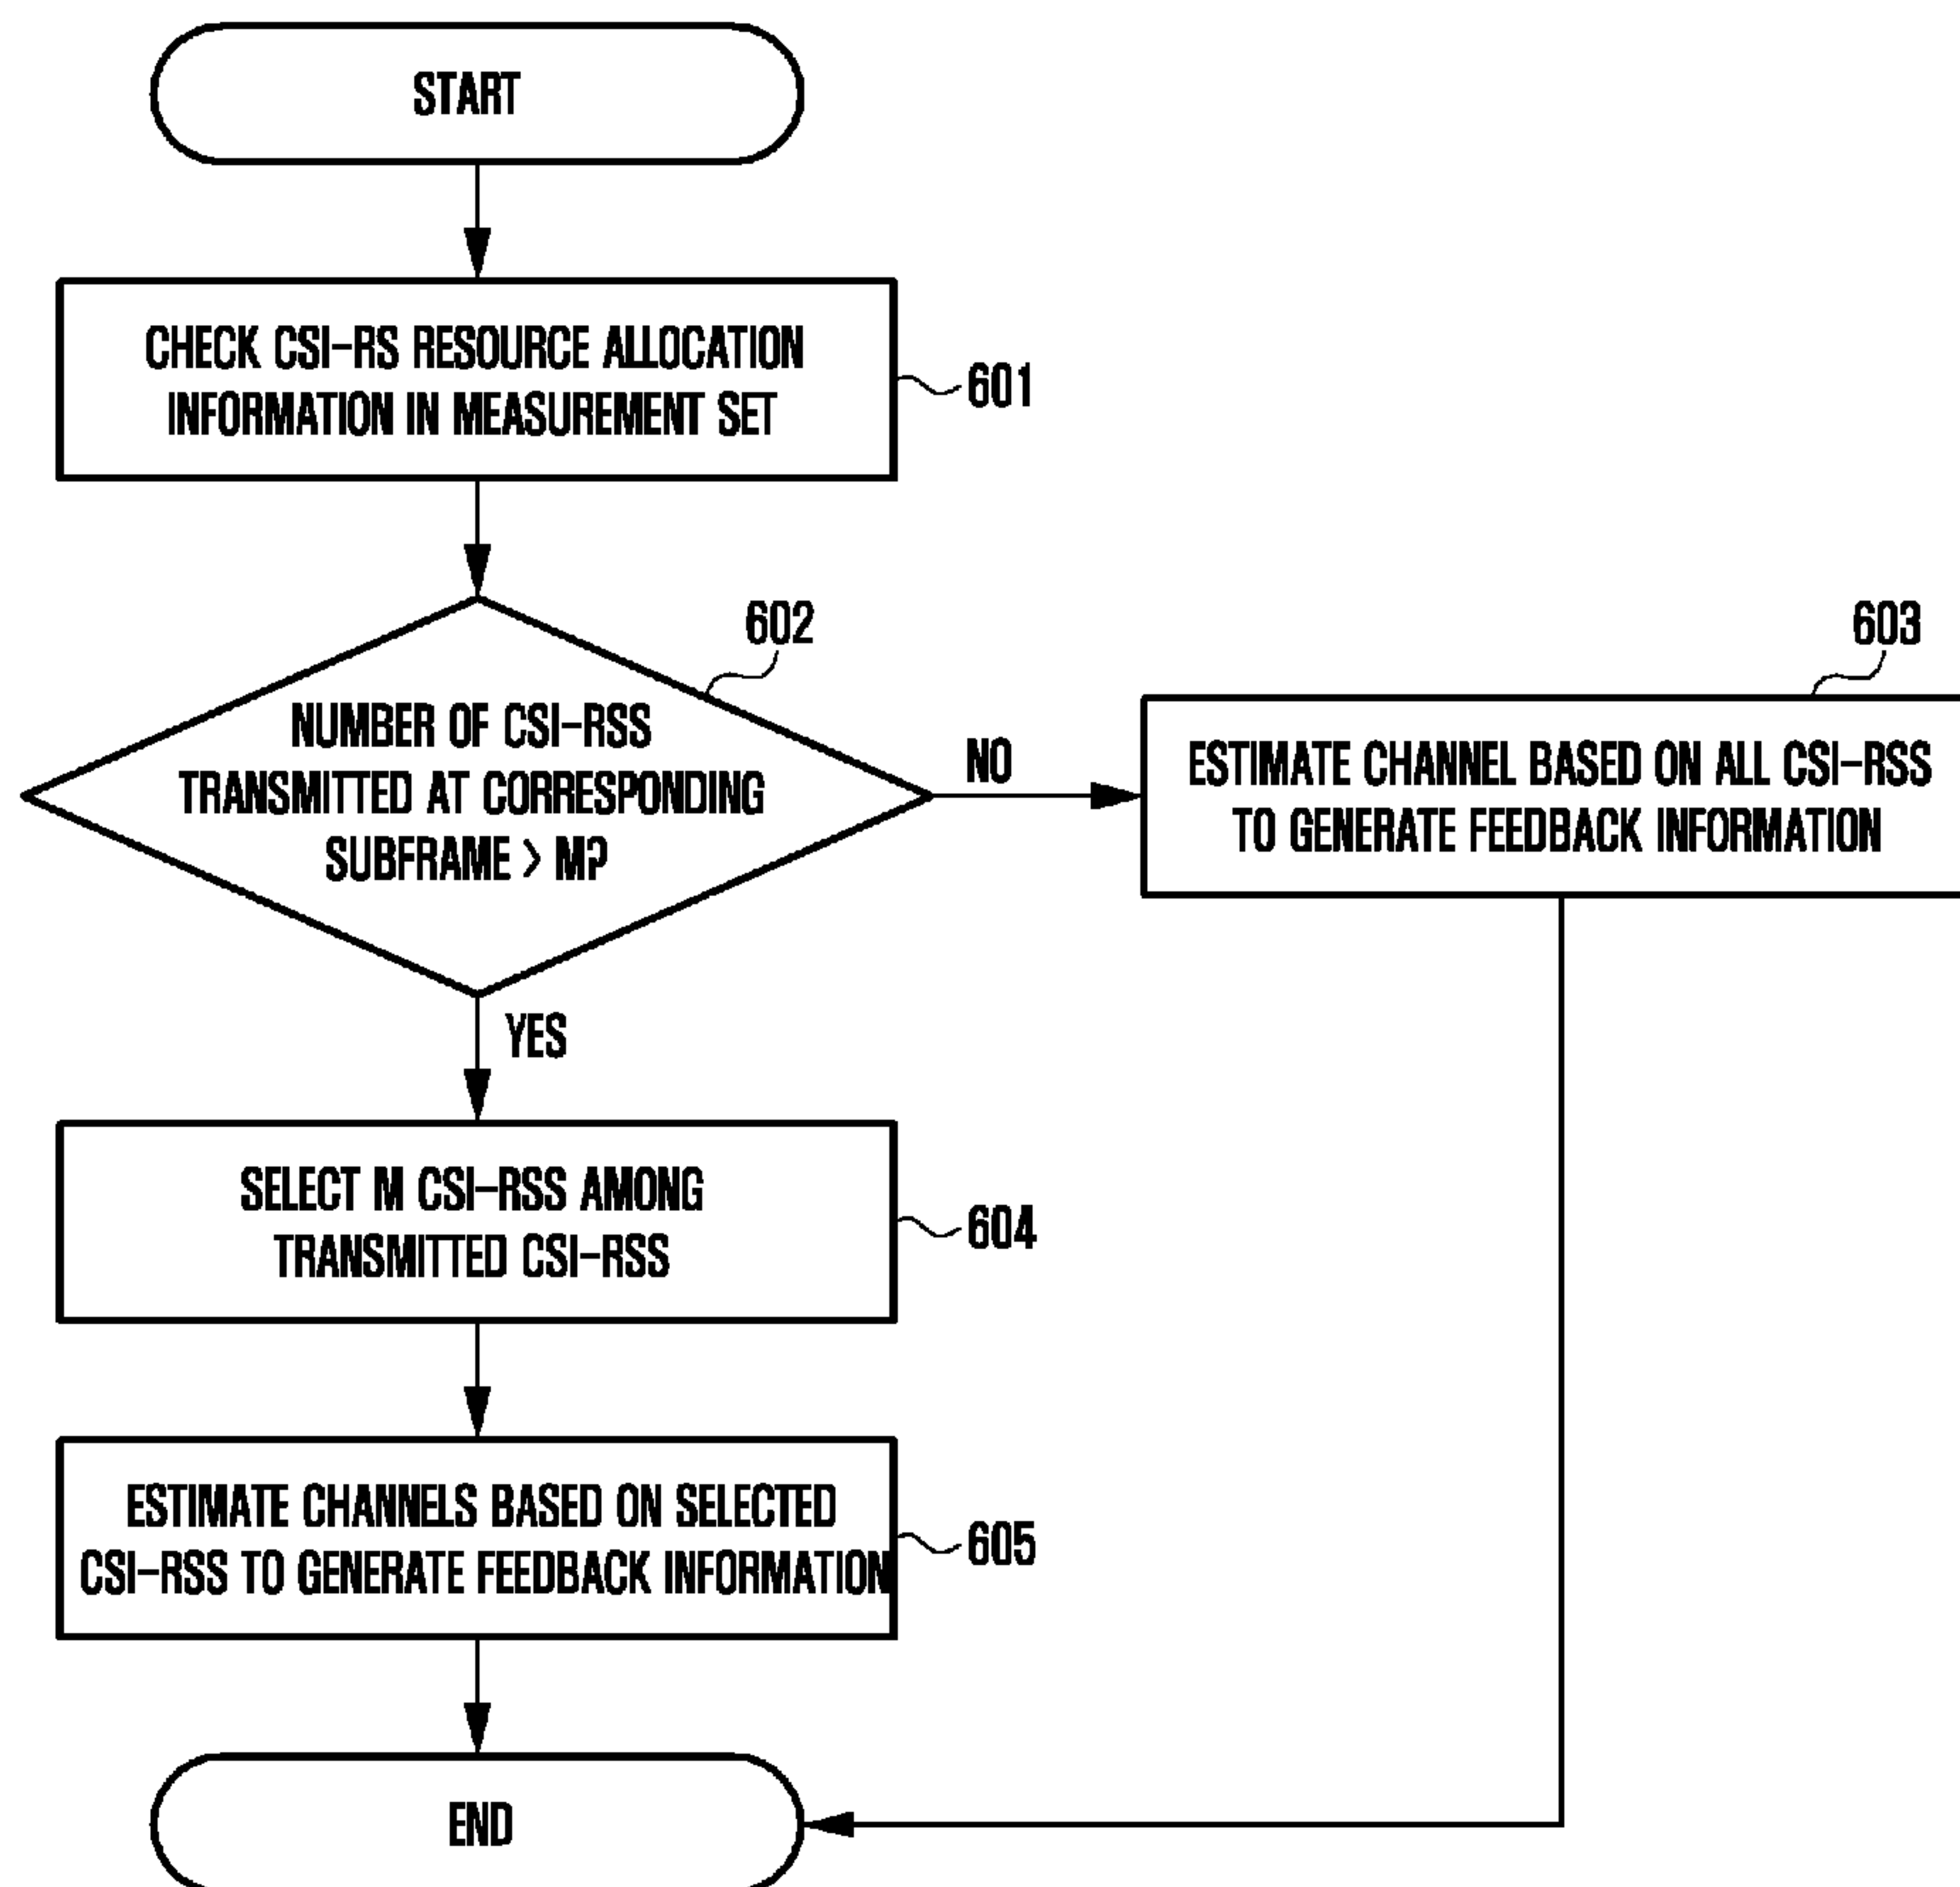 START
CHECK CSI-RS RESOURCE ALLOCATION
INFORMATION IN MEASUREMENT SET
601
602
NUMBER OF CSI-RSS
TRANSMITTED AT CORRESPONDING
SUBFRAME > M?
NO
603
ESTIMATE CHANNEL BASED ON ALL CSI-RSS
TO GENERATE FEEDBACK INFORMATION
YES
SELECT M CSI-RSS AMONG
TRANSMITTED CSI-RSS
604
ESTIMATE CHANNELS BASED ON SELECTED
CSI-RSS TO GENERATE FEEDBACK INFORMATION
605
END